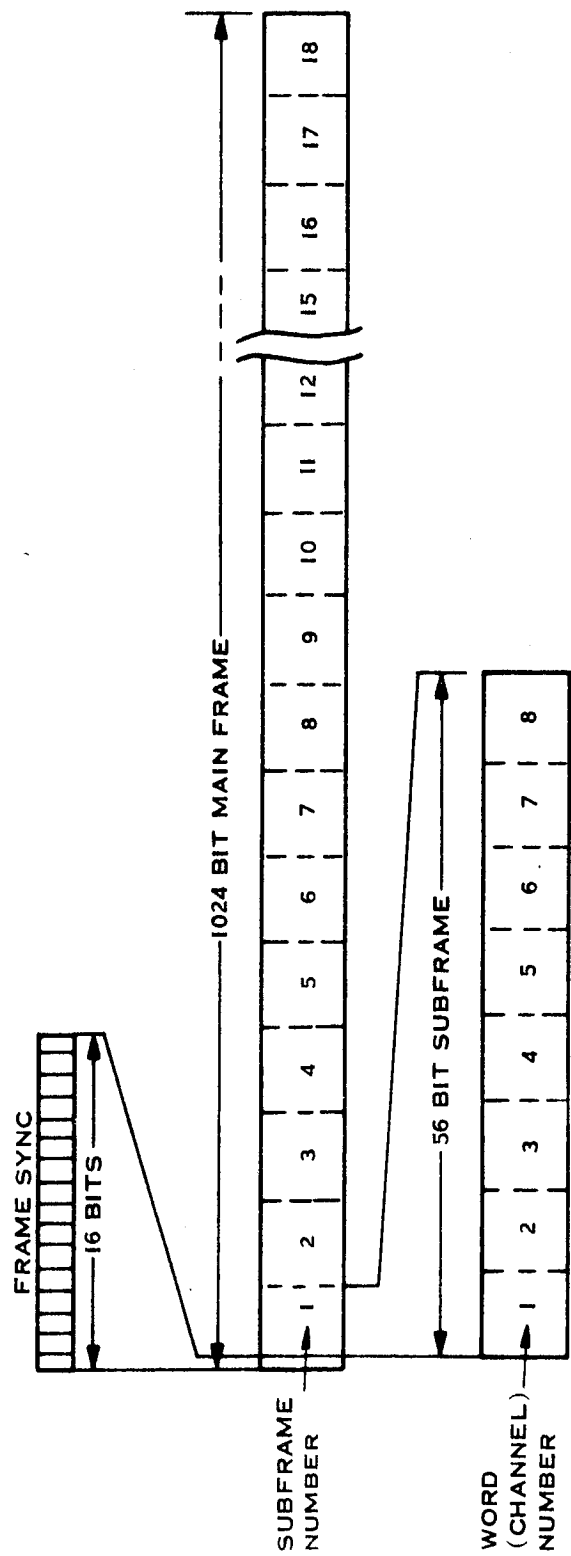 FRAME SYNC
16 BITS
1024 BIT MAIN FRAME
SUBFRAME
NUMBER
1 2 3 4 5 6 7 8 9 10 11 12 15 16 17 18
56 BIT SUBFRAME
WORD
(CHANNEL)
NUMBER
1 2 3 4 5 6 7 8